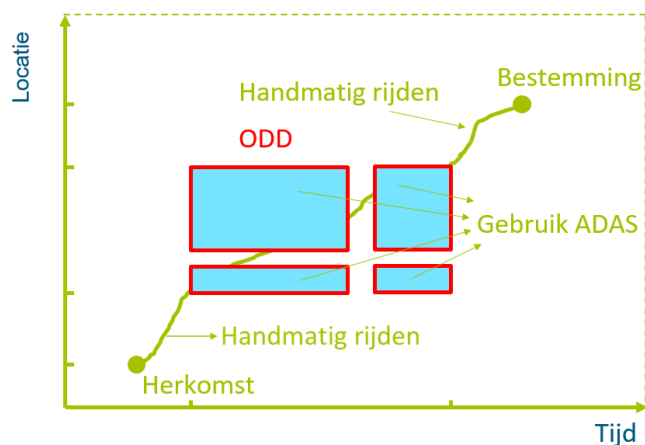 Locatie
Bestemming
Handmatig rijden
ODD
Gebruik ADAS
Handmatig rijden
Herkomst
Tijd